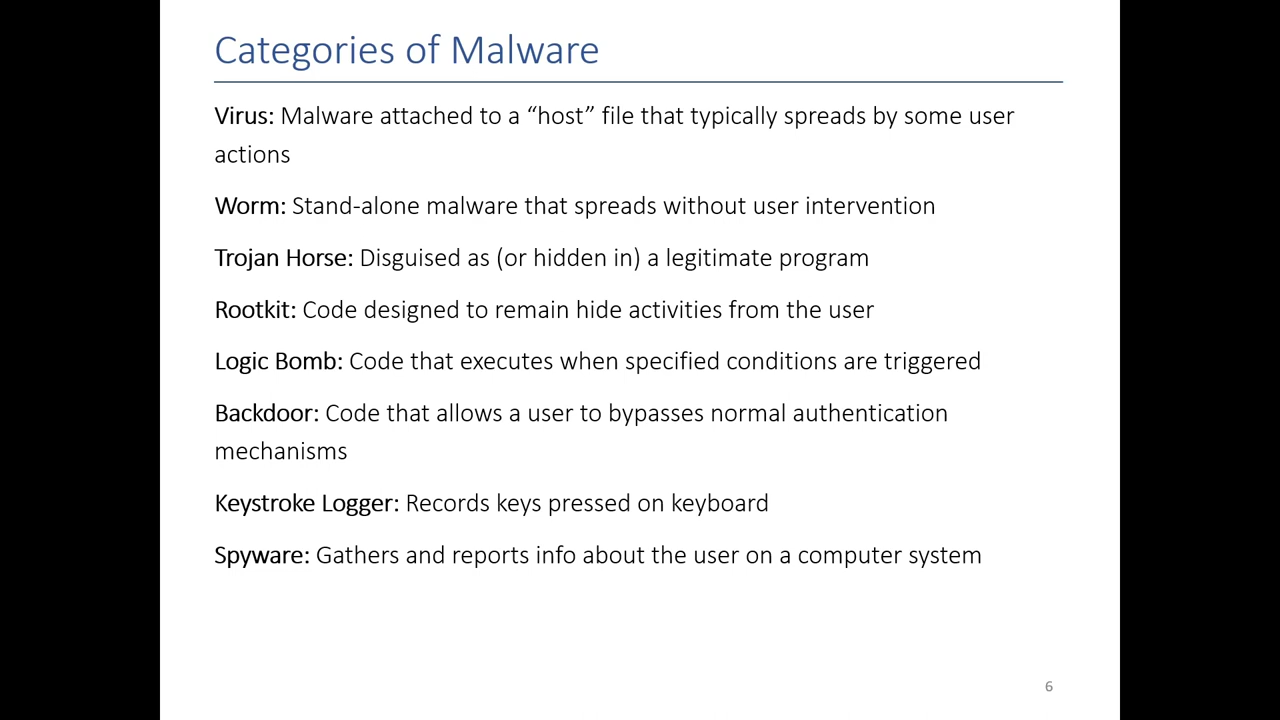 Categories of Malware
Virus: Malware attached to a “host” file that typically spreads by some user
actions
Worm: Stand-alone malware that spreads without user intervention
Trojan Horse: Disguised as (or hidden in) a legitimate program
Rootkit: Code designed to remain hide activities from the user
Logic Bomb: Code that executes when specified conditions are triggered
Backdoor: Code that allows a user to bypasses normal authentication
mechanisms
Keystroke Logger: Records keys pressed on keyboard
Spyware: Gathers and reports info about the user on a computer system
6